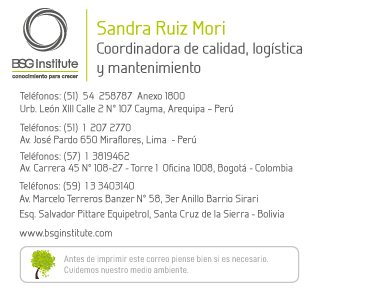 BSG Institute
conocimiento para crecer
Sandra Ruiz Mori
Coordinadora de calidad, logística
y mantenimiento
Teléfonos: (51) 54 258787 Anexo 1800
Urb. León XIII Calle 2 N° 107 Cayma, Arequipa – Perú
Teléfonos: (51) 1 207 2770
Av. José Pardo 650 Miraflores, Lima - Perú
Teléfonos: (57) 1 3819462
Av. Carrera 45 N° 108-27 - Torre 1 Oficina 1008, Bogotá - Colombia
Teléfonos: (59) 1 3 3403140
Av. Marcelo Terreros Banzer N° 58, 3er Anillo Barrio Sirari
Esq. Salvador Pittare Equipetrol, Santa Cruz de la Sierra - Bolivia
www.bsginstitute.com
Antes de imprimir este correo piense bien si es necesario.
Cuidemos nuestro medio ambiente.